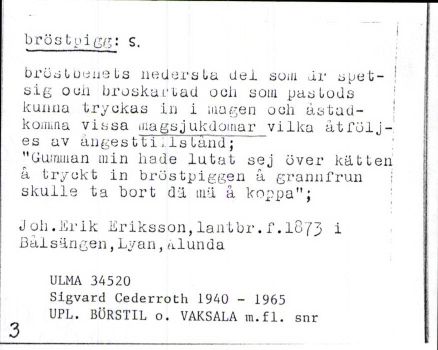 bröstpigg: S.
bröstbenets nedersta del som är spet-
sig och broskartad och som påstods
kunna tryckas in i magen och åstad-
komma vissa magsjukdomar vilka åtfölj-
es av ångesttillstånd;
"Gumman min hade lutat sej över kätten
å tryckt in bröstpiggen å grannfrun
skulle ta bort dä mä å koppa";
Joh.Erik Eriksson,lantbr.f.1873 i
Bålsängen,Lyan,Alunda
ULMA 34520
Sigvard Cederroth 1940 - 1965
UPL. BÖRSTIL o. VAKSALA m.fl. snr
3